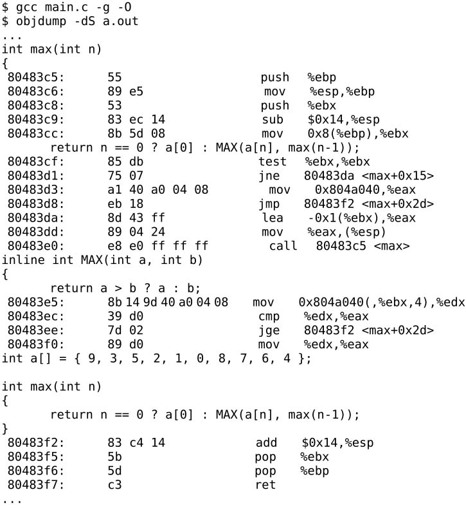 $ gcc main.c -g -O
$ objdump -dS a.out
...
int max(int n)
{
80483c5: 55 push %ebp
80483c6: 89 e5 mov %esp,%ebp
80483c8: 53 push %ebx
80483c9: 83 ec 14 sub $0x14,%esp
80483cc: 8b 5d 08 mov 0x8(%ebp),%ebx
return n == 0 ? a[0] : MAX(a[n], max(n-1));
80483cf: 85 db test %ebx,%ebx
80483d1: 75 07 jne 80483da <max+0x15>
80483d3: a1 40 a0 04 08 mov 0x804a040,%eax
80483d8: eb 18 jmp 80483f2 <max+0x2d>
80483da: 8d 43 ff lea -0x1(%ebx),%eax
80483dd: 89 04 24 mov %eax,(%esp)
80483e0: e8 e0 ff ff ff call 80483c5 <max>
inline int MAX(int a, int b)
{
return a > b ? a : b;
80483e5: 8b 14 9d 40 a0 04 08 mov 0x804a040(,%ebx,4),%edx
80483ec: 39 d0 cmp %edx,%eax
80483ee: 7d 02 jge 80483f2 <max+0x2d>
80483f0: 89 d0 mov %edx,%eax
int a[] = { 9, 3, 5, 2, 1, 0, 8, 7, 6, 4 };
int max(int n)
{
return n == 0 ? a[0] : MAX(a[n], max(n-1));
}
80483f2: 83 c4 14 add $0x14,%esp
80483f5: 5b pop %ebx
80483f6: 5d pop %ebp
80483f7: c3 ret
...